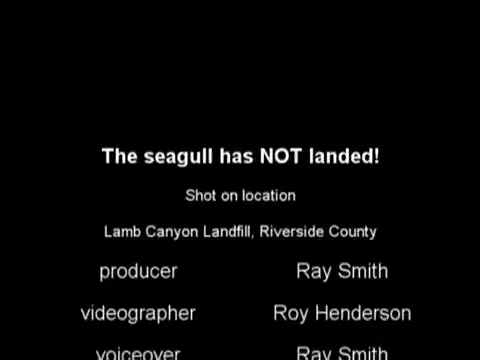 The seagull has NOT landed!
Shot on location
Lamb Canyon Landfill, Riverside County
producer Ray Smith
videographer Roy Henderson
voiceover Ray Smith